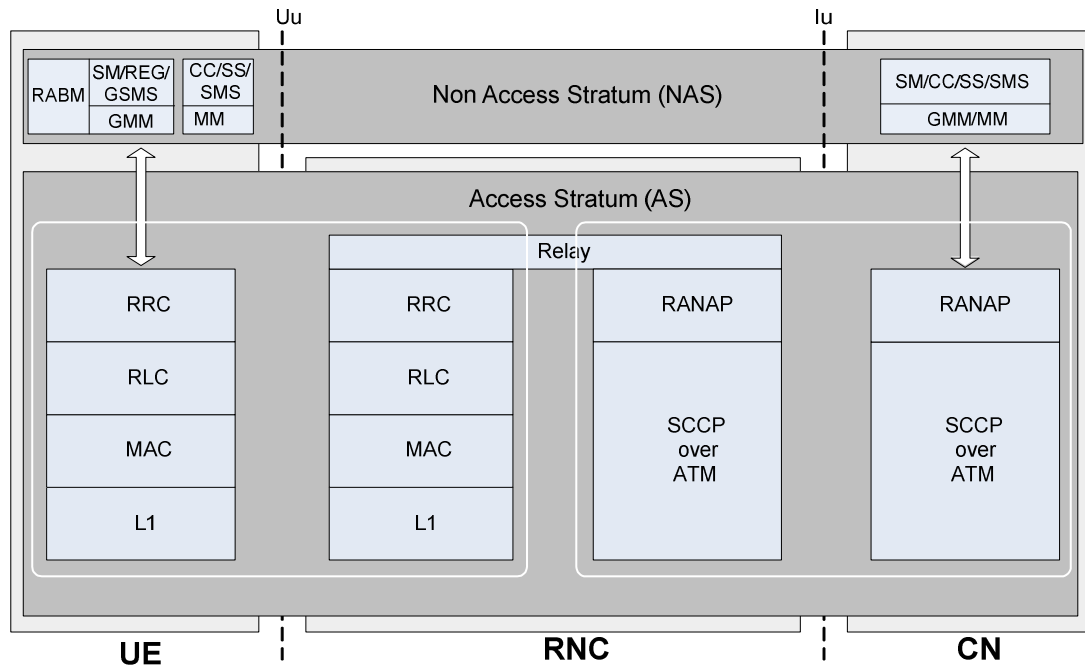 Uu
Iu
RABM
SM/REG/
GSMS
GMM
CC/SS/
SMS
MM
Non Access Stratum (NAS)
SM/CC/SS/SMS
GMM/MM
Access Stratum (AS)
Relay
RRC
RRC
RANAP
RANAP
RLC
RLC
MAC
MAC
SCCP
over
ATM
SCCP
over
ATM
L1
L1
UE
RNC
CN